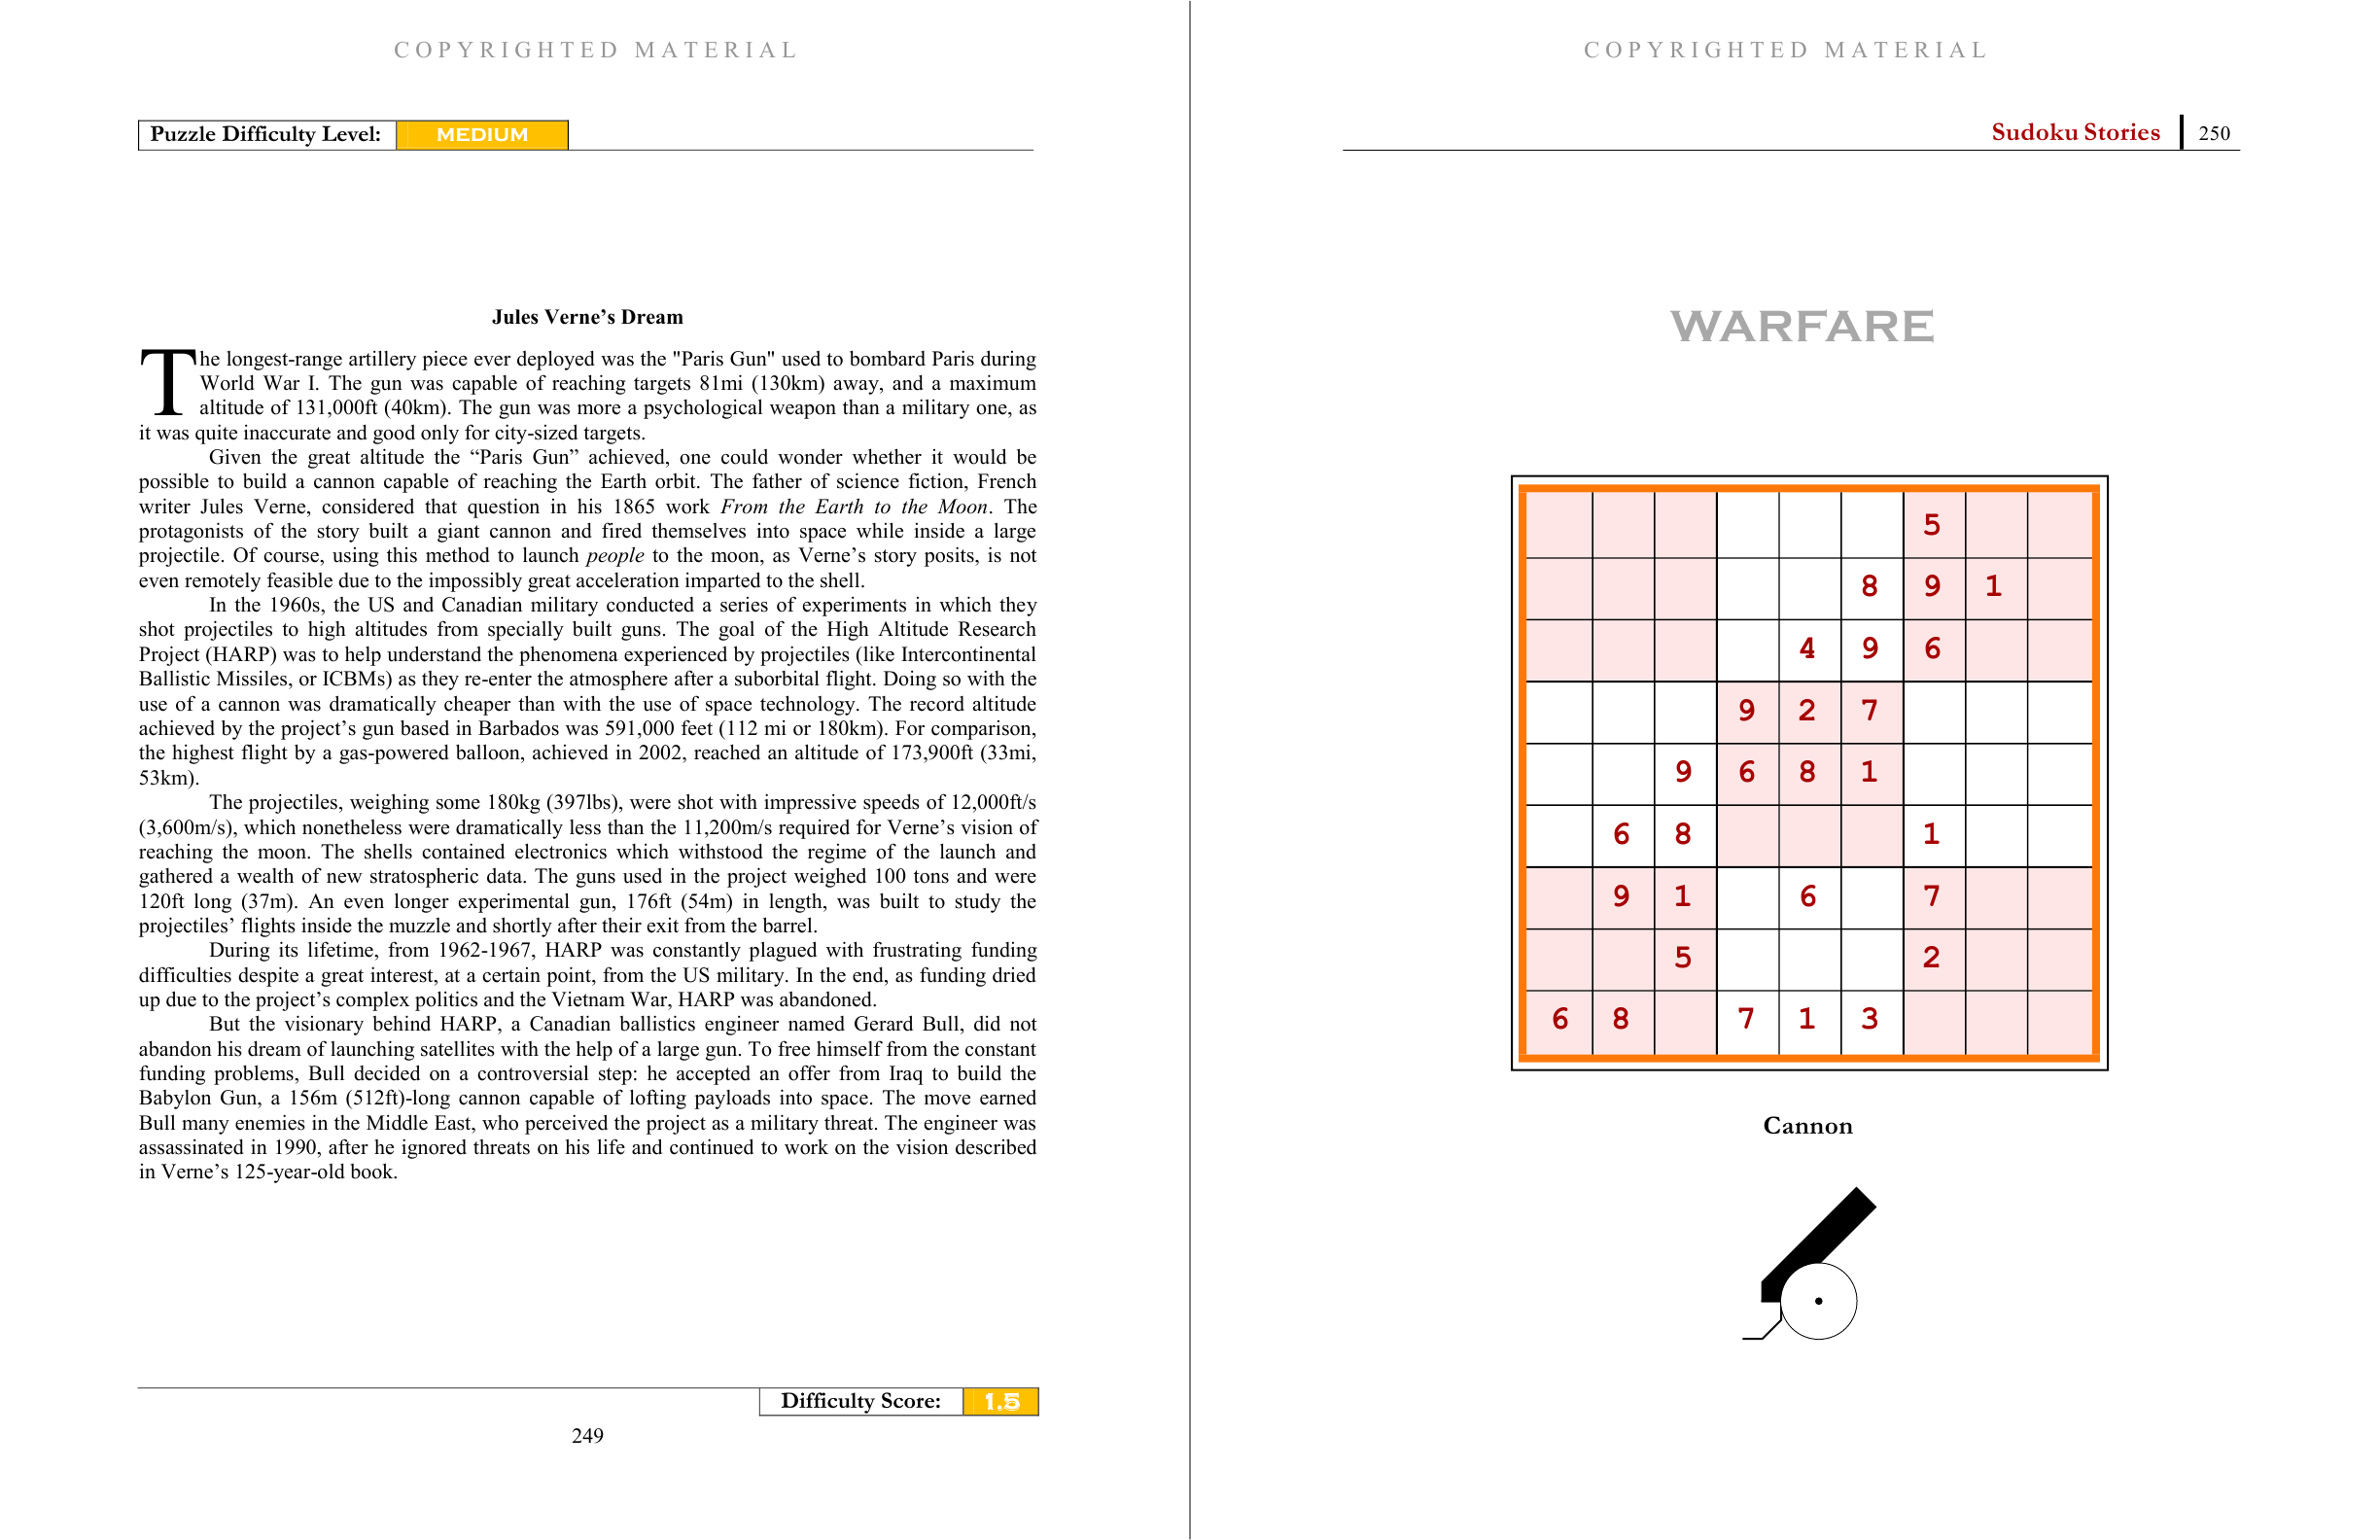 COPYRIGHTED MATERIAL
Puzzle Difficulty Level: MEDIUM
Jules Verne’s Dream
The longest-range artillery piece ever deployed was the "Paris Gun" used to bombard Paris during
World War I. The gun was capable of reaching targets 81mi (130km) away, and a maximum
altitude of 131,000ft (40km). The gun was more a psychological weapon than a military one, as
it was quite inaccurate and good only for city-sized targets.
Given the great altitude the “Paris Gun” achieved, one could wonder whether it would be
possible to build a cannon capable of reaching the Earth orbit. The father of science fiction, French
writer Jules Verne, considered that question in his 1865 work From the Earth to the Moon. The
protagonists of the story built a giant cannon and fired themselves into space while inside a large
projectile. Of course, using this method to launch people to the moon, as Verne’s story posits, is not
even remotely feasible due to the impossibly great acceleration imparted to the shell.
In the 1960s, the US and Canadian military conducted a series of experiments in which they
shot projectiles to high altitudes from specially built guns. The goal of the High Altitude Research
Project (HARP) was to help understand the phenomena experienced by projectiles (like Intercontinental
Ballistic Missiles, or ICBMs) as they re-enter the atmosphere after a suborbital flight. Doing so with the
use of a cannon was dramatically cheaper than with the use of space technology. The record altitude
achieved by the project’s gun based in Barbados was 591,000 feet (112 mi or 180km). For comparison,
the highest flight by a gas-powered balloon, achieved in 2002, reached an altitude of 173,900ft (33mi,
53km).
The projectiles, weighing some 180kg (397lbs), were shot with impressive speeds of 12,000ft/s
(3,600m/s), which nonetheless were dramatically less than the 11,200m/s required for Verne’s vision of
reaching the moon. The shells contained electronics which withstood the regime of the launch and
gathered a wealth of new stratospheric data. The guns used in the project weighed 100 tons and were
120ft long (37m). An even longer experimental gun, 176ft (54m) in length, was built to study the
projectiles’ flights inside the muzzle and shortly after their exit from the barrel.
During its lifetime, from 1962-1967, HARP was constantly plagued with frustrating funding
difficulties despite a great interest, at a certain point, from the US military. In the end, as funding dried
up due to the project’s complex politics and the Vietnam War, HARP was abandoned.
But the visionary behind HARP, a Canadian ballistics engineer named Gerard Bull, did not
abandon his dream of launching satellites with the help of a large gun. To free himself from the constant
funding problems, Bull decided on a controversial step: he accepted an offer from Iraq to build the
Babylon Gun, a 156m (512ft)-long cannon capable of lofting payloads into space. The move earned
Bull many enemies in the Middle East, who perceived the project as a military threat. The engineer was
assassinated in 1990, after he ignored threats on his life and continued to work on the vision described
in Verne’s 125-year-old book.
Difficulty Score: 1.5
249
COPYRIGHTED MATERIAL
Sudoku Stories 250
WARFARE
5
8 9 1
4 9 6
9 2 7
9 6 8 1
6 8 1
9 1 6 7
5 2
6 8 7 1 3
Cannon